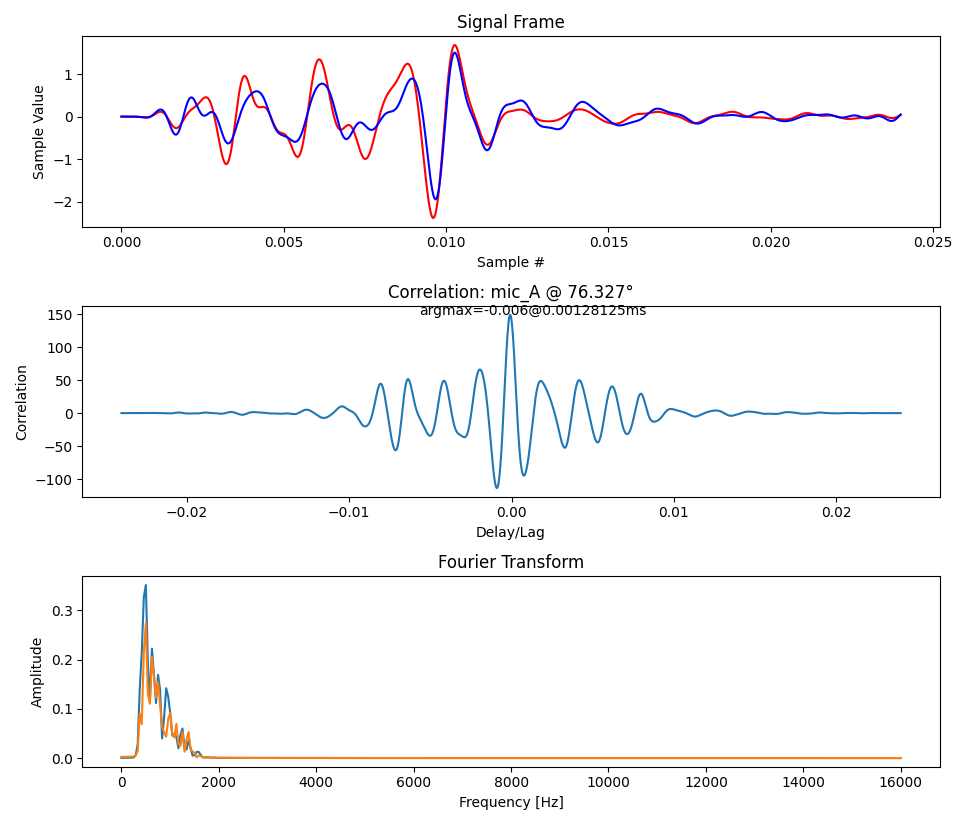 Signal Frame
Sample Value
1
0
−1
−2
0.000 0.005 0.010 0.015 0.020 0.025
Sample #
Correlation: mic_A @ 76.327°
argmax=-0.006@0.00128125ms
Correlation
150
100
50
0
−50
−100
−0.02 −0.01 0.00 0.01 0.02
Delay/Lag
Fourier Transform
Amplitude
0.3
0.2
0.1
0.0
0 2000 4000 6000 8000 10000 12000 14000 16000
Frequency [Hz]